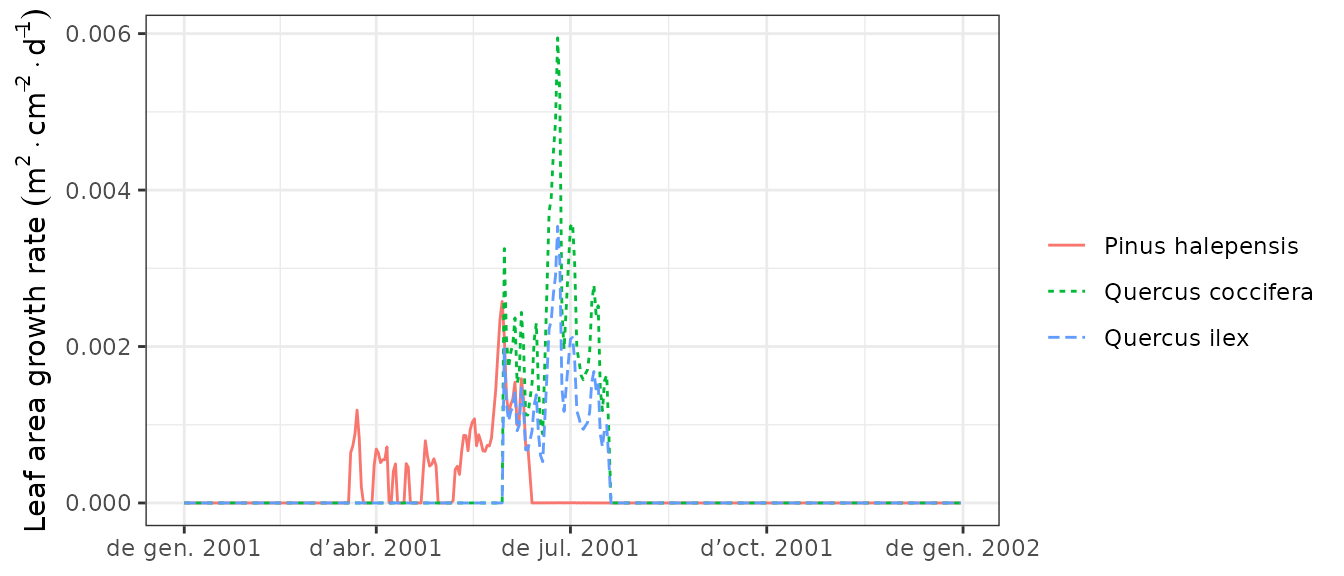 Leaf area growth rate (m² · cm⁻² · d⁻¹)
0.006
0.004
0.002
0.000
de gen. 2001 d’abr. 2001 de jul. 2001 d’oct. 2001 de gen. 2002
Pinus halepensis
Quercus coccifera
Quercus ilex